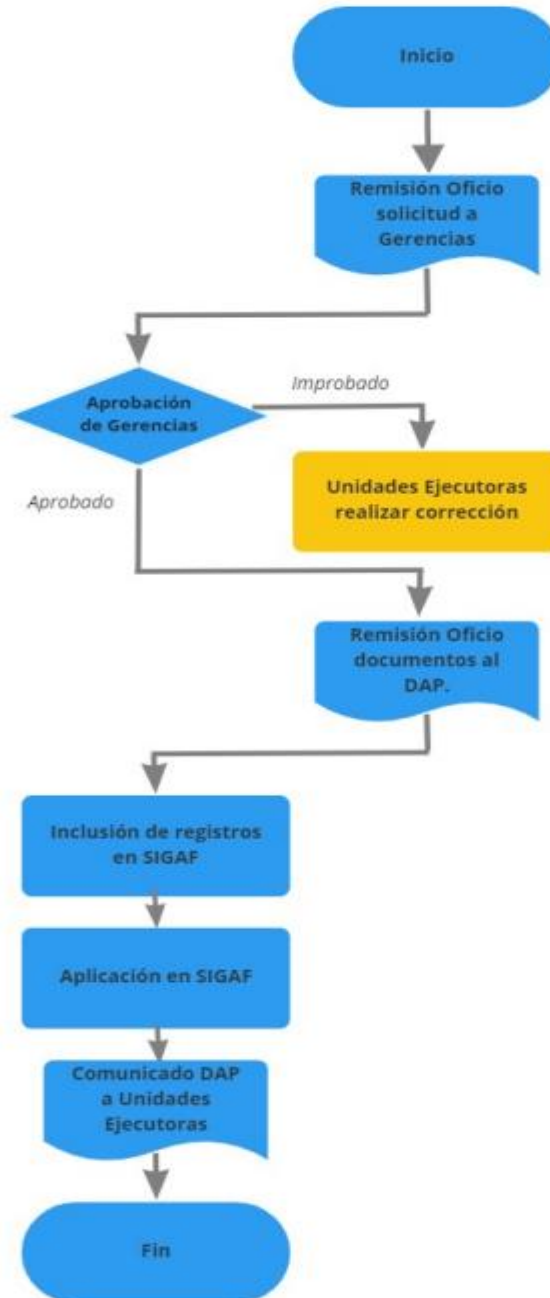 Inicio
Remisión Oficio
solicitud a
Gerencias
Aprobación
de Gerencias
Improbado
Unidades Ejecutoras
realizar corrección
Aprobado
Remisión Oficio
documentos al
DAP.
Inclusión de registros
en SIGAF
Aplicación en SIGAF
Comunicado DAP
a Unidades
Ejecutoras
Fin